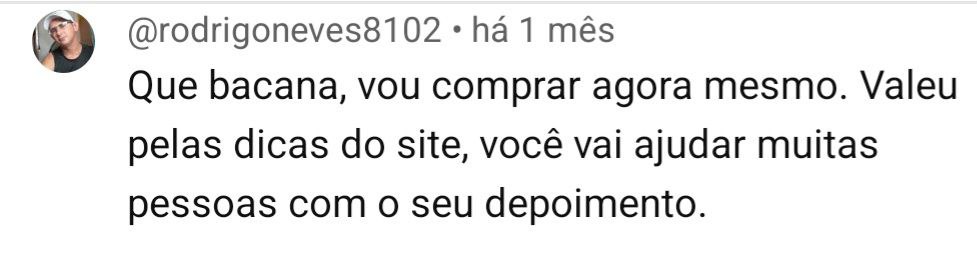 @rodrigoneves8102 • há 1 mês
Que bacana, vou comprar agora mesmo. Valeu
pelas dicas do site, você vai ajudar muitas
pessoas com o seu depoimento.